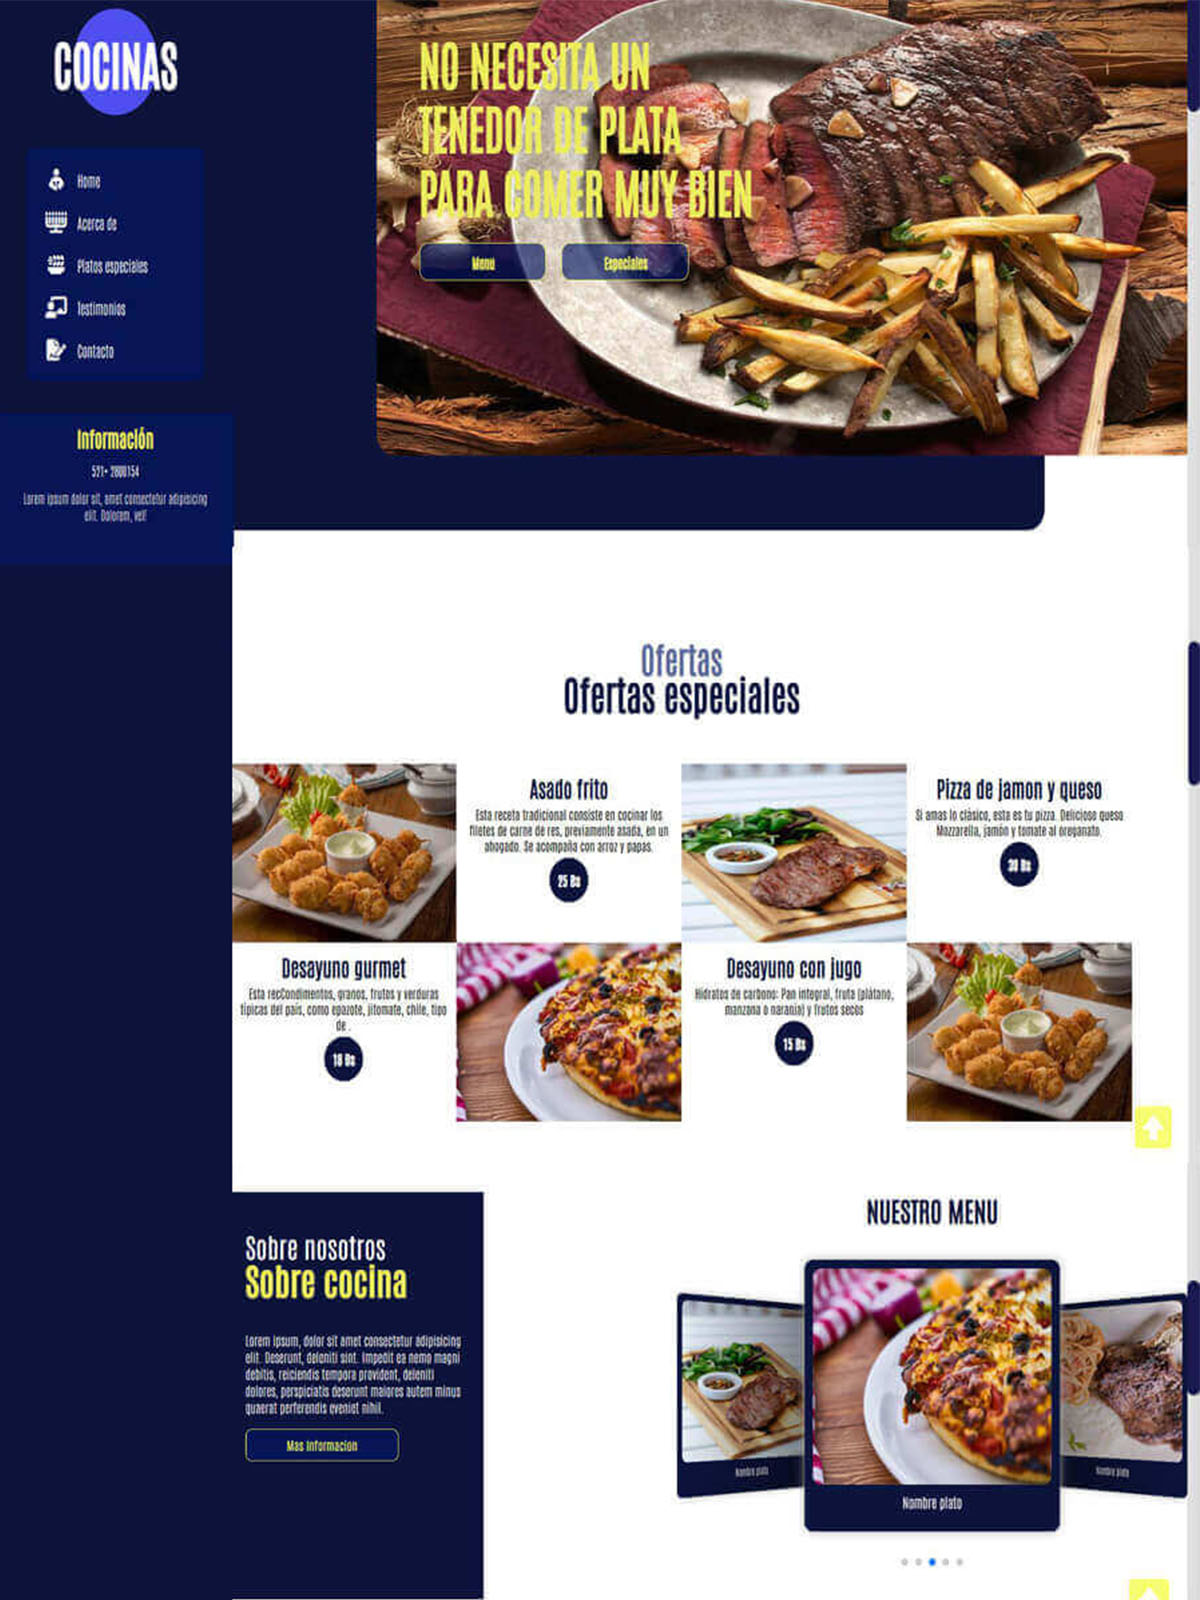 COCINAS
Home
Acerca de
Platos especiales
Testimonios
Contacto
Información
591+ 2800154
Lorem ipsum dolor sit, amet consectetur adipisicing
elit. Dolorem, vel!
NO NECESITA UN
TENEDOR DE PLATA
PARA COMER MUY BIEN
Menu
Especiales
Ofertas
Ofertas especiales
Asado frito
Esta receta tradicional consiste en cocinar los
filetes de carne de res, previamente asada, en un
ahogado. Se acompaña con arroz y papas.
25 Bs
Pizza de jamon y queso
Si amas lo clásico, esta es tu pizza. Delicioso queso
Mozzarella, jamón y tomate al oreganato.
30 Bs
Desayuno gurmet
Esta recCondimentos, granos, frutos y verduras
típicas del país, como epazote, jitomate, chile, tipo
de .
18 Bs
Desayuno con jugo
Hidratos de carbono: Pan integral, fruta (plátano,
manzana o naranja) y frutos secos
15 Bs
Sobre nosotros
Sobre cocina
Lorem ipsum, dolor sit amet consectetur adipisicing
elit. Deserunt, deleniti sint. Impedit ea nemo magni
debitis, reiciendis tempora provident, deleniti
dolores, perspiciatis deserunt maiores autem minus
quaerat perferendis eveniet nihil.
Mas Informacion
NUESTRO MENU
Nombre plato
Nombre plato
Nombre plato